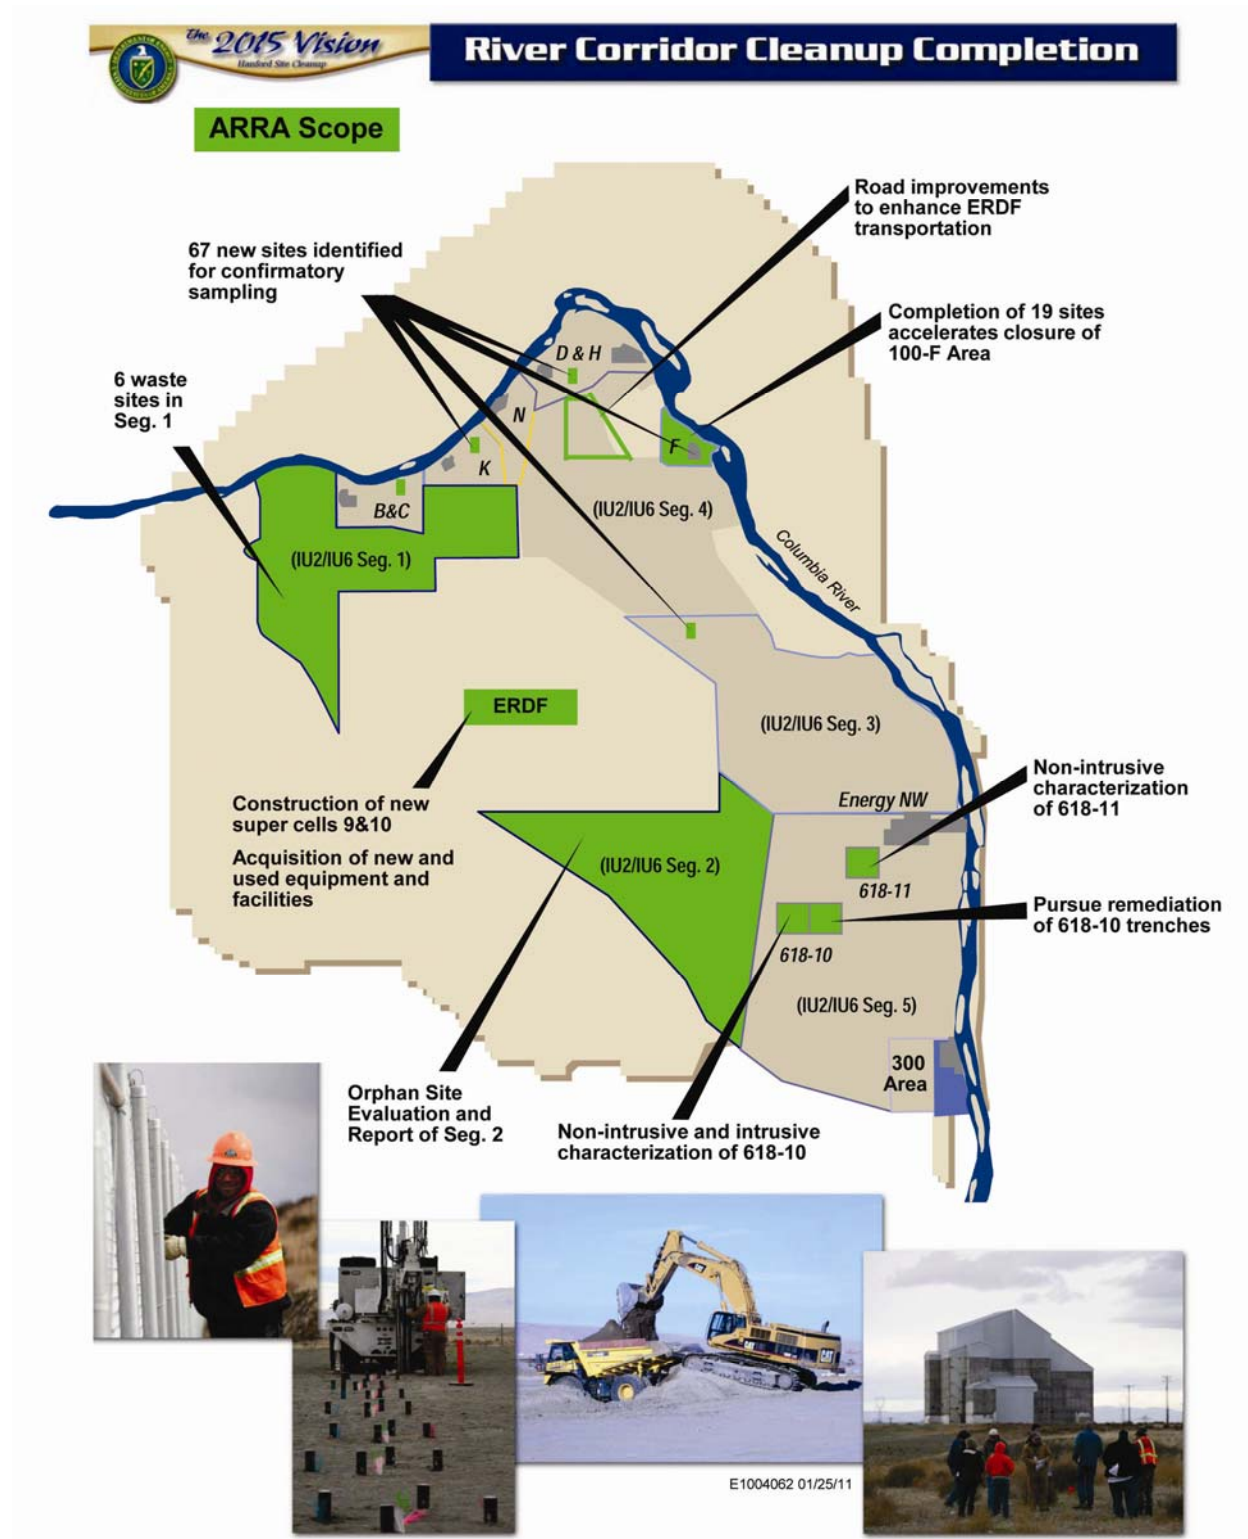 The 2015 Vision
Hanford Site Cleanup
River Corridor Cleanup Completion
ARRA Scope
Road improvements
to enhance ERDF
transportation
67 new sites identified
for confirmatory
sampling
Completion of 19 sites
accelerates closure of
100-F Area
6 waste
sites in
Seg. 1
D & H
N
F
K
B&C
(IU2/IU6 Seg. 4)
(IU2/IU6 Seg. 1)
Columbia River
ERDF
(IU2/IU6 Seg. 3)
Construction of new
super cells 9&10
Acquisition of new and
used equipment and
facilities
Energy NW
Non-intrusive
characterization
of 618-11
(IU2/IU6 Seg. 2)
618-11
Pursue remediation
of 618-10 trenches
618-10
(IU2/IU6 Seg. 5)
300
Area
Orphan Site
Evaluation and
Report of Seg. 2
Non-intrusive and intrusive
characterization of 618-10
CAT
CAT
E1004062 01/25/11